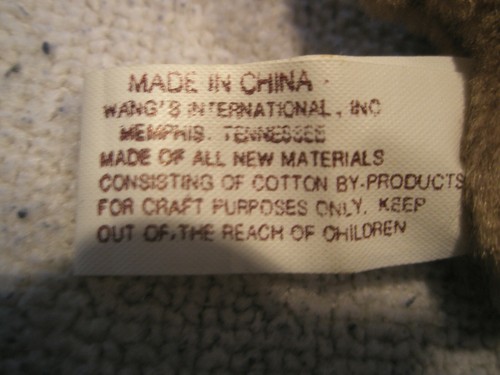 MADE IN CHINA
WANG'S INTERNATIONAL, INC
MEMPHIS, TENNESSEE
MADE OF ALL NEW MATERIALS
CONSISTING OF COTTON BY-PRODUCTS
FOR CRAFT PURPOSES ONLY. KEEP
OUT OF THE REACH OF CHILDREN